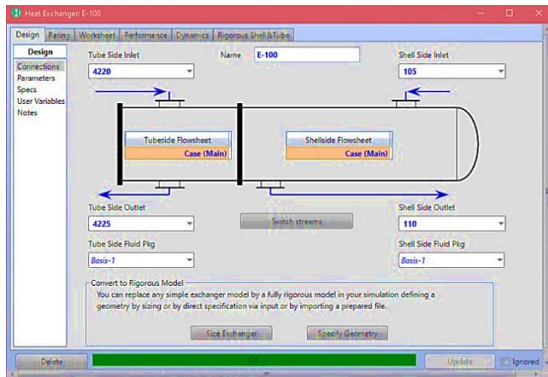 Heat Exchanger: E-100
Design Rating Worksheet Performance Dynamics Rigorous Shell&Tube
Design
Connections
Parameters
Specs
User Variables
Notes
Tube Side Inlet
4220
Name E-100
Shell Side Inlet
105
Tubeside Flowsheet
Case (Main)
Shellside Flowsheet
Case (Main)
Tube Side Outlet
4225
Switch streams
Shell Side Outlet
110
Tube Side Fluid Pkg
Basis-1
Shell Side Fluid Pkg
Basis-1
Convert to Rigorous Model
You can replace any simple exchanger model by a fully rigorous model in your simulation defining a
geometry by sizing or by direct specification via input or by importing a prepared file.
Size Exchanger Specify Geometry
Delete OK Update Ignored